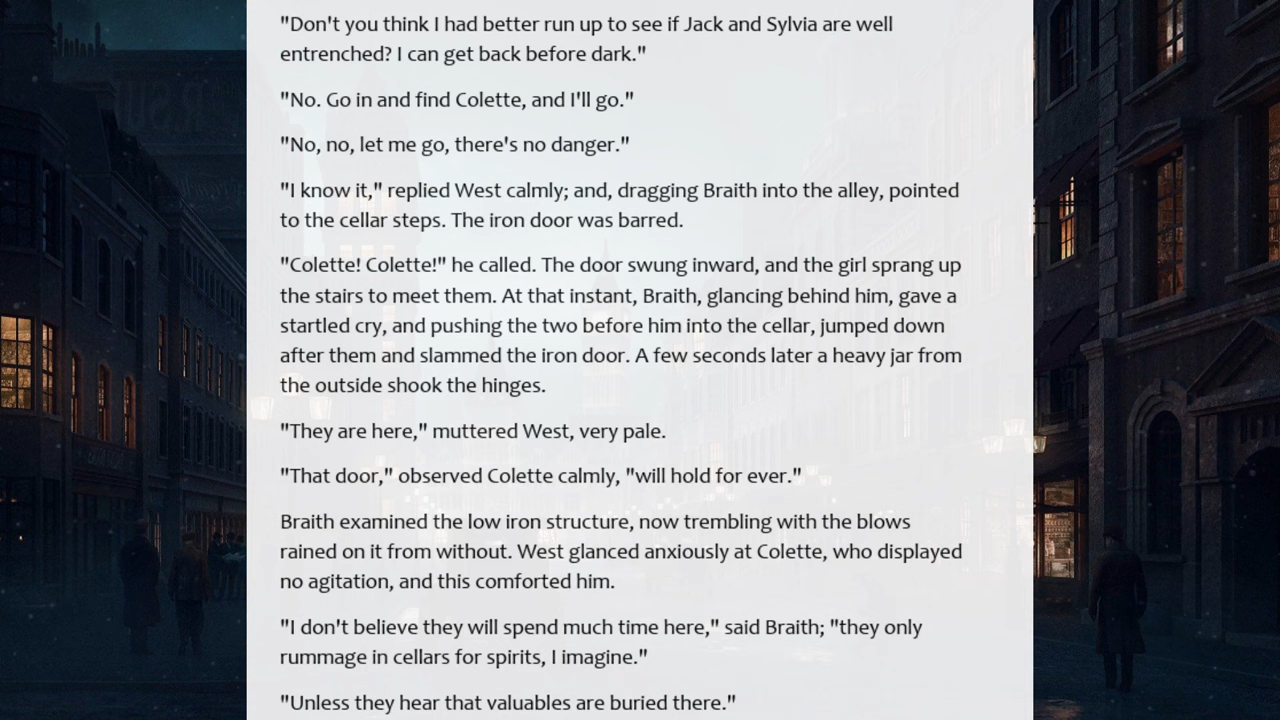 "Don't you think I had better run up to see if Jack and Sylvia are well
entrenched? I can get back before dark."
"No. Go in and find Colette, and I'll go."
"No, no, let me go, there's no danger."
"I know it," replied West calmly; and, dragging Braith into the alley, pointed
to the cellar steps. The iron door was barred.
"Colette! Colette!" he called. The door swung inward, and the girl sprang up
the stairs to meet them. At that instant, Braith, glancing behind him, gave a
startled cry, and pushing the two before him into the cellar, jumped down
after them and slammed the iron door. A few seconds later a heavy jar from
the outside shook the hinges.
"They are here," muttered West, very pale.
"That door," observed Colette calmly, "will hold for ever."
Braith examined the low iron structure, now trembling with the blows
rained on it from without. West glanced anxiously at Colette, who displayed
no agitation, and this comforted him.
"I don't believe they will spend much time here," said Braith; "they only
rummage in cellars for spirits, I imagine."
"Unless they hear that valuables are buried there."